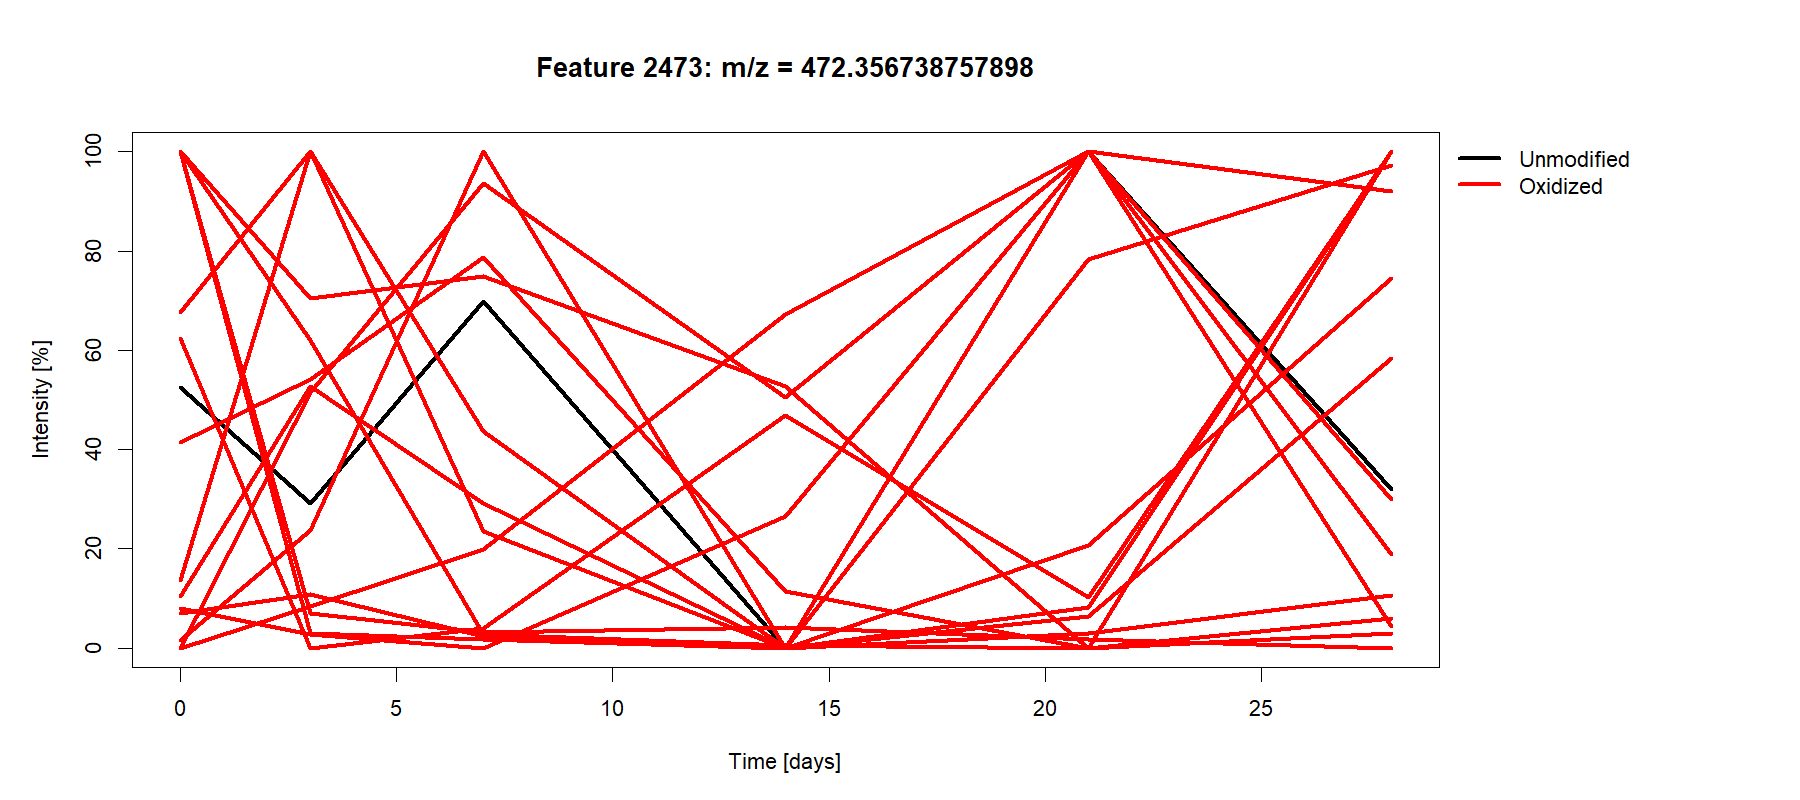 Feature 2473: m/z = 472.356738757898
Unmodified
Oxidized
Intensity [%]
100
80
60
40
20
0
0 5 10 15 20 25
Time [days]